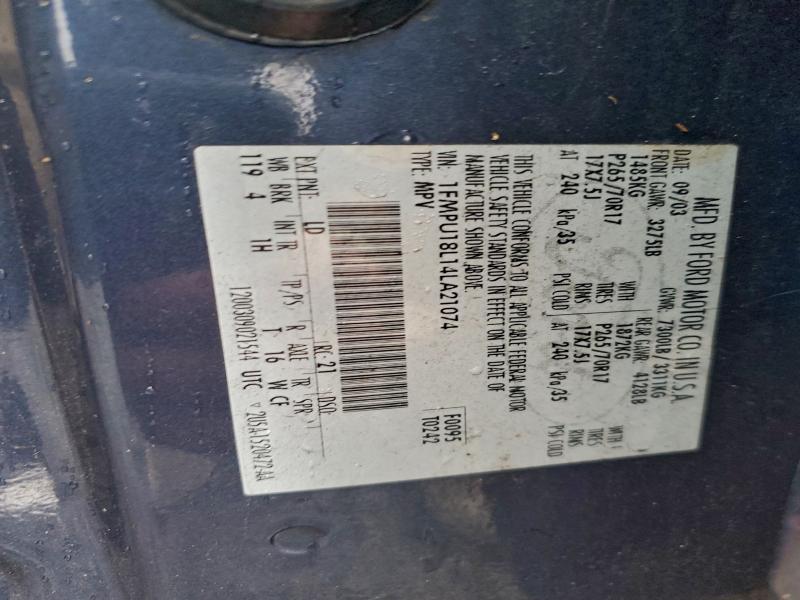 MFD. BY FORD MOTOR CO. IN U.S.A.
DATE: 09/03 GVWR: 7300LB/ 3311KG
FRONT GAWR: 3275LB REAR GAWR: 4128LB
1485KG WITH 1872KG WITH
P265/70R17 TIRES P265/70R17 TIRES
17X7.5J RIMS 17X7.5J RIMS
AT 240 kPa/35 PSI COLD AT 240 kPa/35 PSI COLD
THIS VEHICLE CONFORMS TO ALL APPLICABLE FEDERAL MOTOR
VEHICLE SAFETY STANDARDS IN EFFECT ON THE DATE OF
MANUFACTURE SHOWN ABOVE.
VIN: 1FMPU18L14LA21074
TYPE: MPV
F0095
T0242
EXT PNT: LD RC: 21 DSO:
WB BRK INT TR TP/PS R AXLE TR SPR
119 4 1H T 16 W CF
UTC